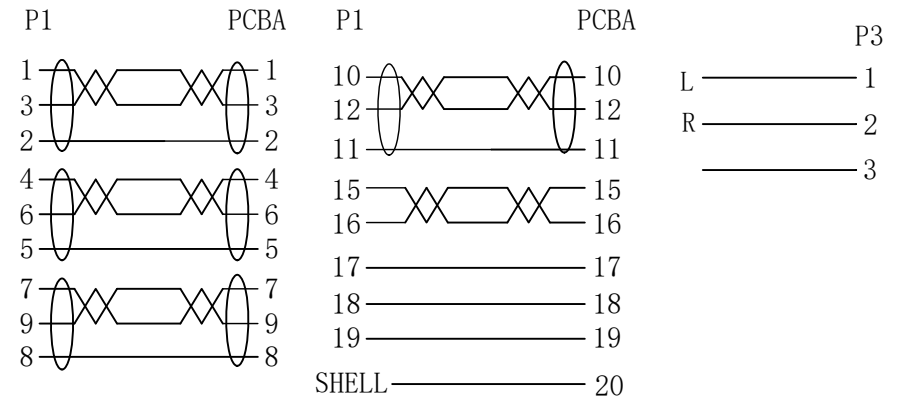 P1 PCBA P1 PCBA P3
1 1 10 10 L 1
3 3 12 12 R 2
2 2 11 11 3
4 4 15 15
6 6 16 16
5 5 17 17
7 7 18 18
9 9 19 19
8 8 SHELL 20